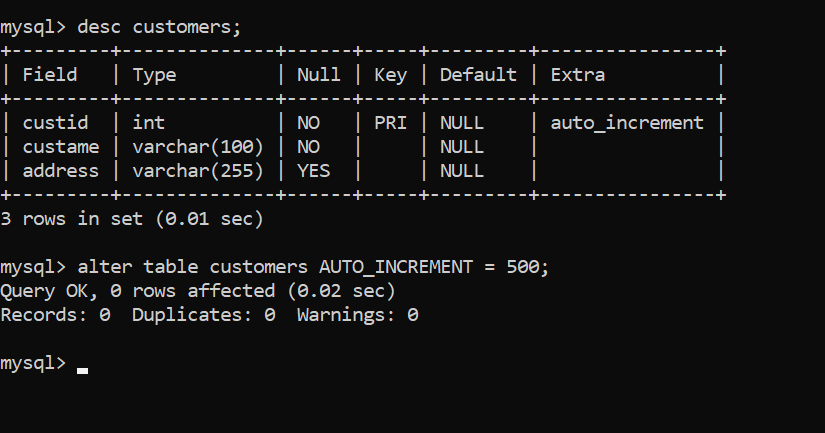 mysql> desc customers;
+---------+--------------+------+-----+---------+----------------+
| Field   | Type         | Null | Key | Default | Extra          |
+---------+--------------+------+-----+---------+----------------+
| custid  | int          | NO   | PRI | NULL    | auto_increment |
| custame | varchar(100) | NO   |     | NULL    |                |
| address | varchar(255) | YES  |     | NULL    |                |
+---------+--------------+------+-----+---------+----------------+
3 rows in set (0.01 sec)
mysql> alter table customers AUTO_INCREMENT = 500;
Query OK, 0 rows affected (0.02 sec)
Records: 0  Duplicates: 0  Warnings: 0
mysql>